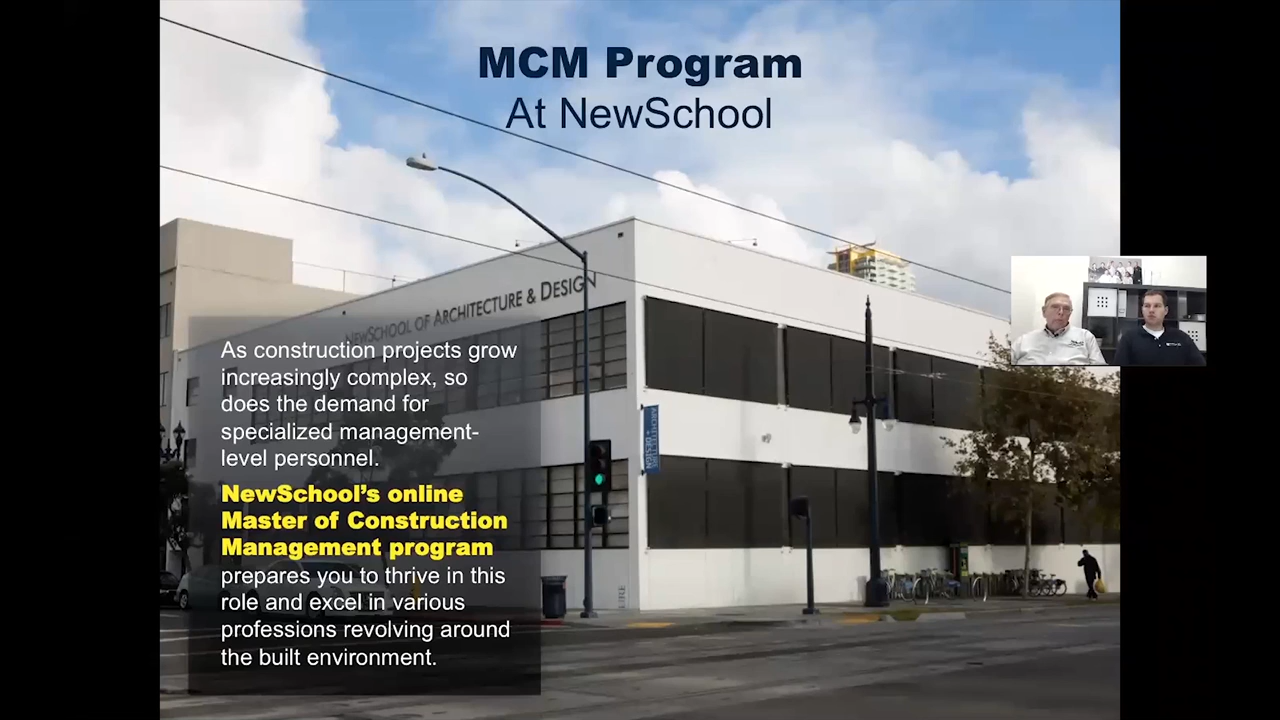 MCM Program
At NewSchool
NEWSCHOOL OF ARCHITECTURE & DESIGN
As construction projects grow
increasingly complex, so
does the demand for
specialized management-
level personnel.
NewSchool’s online
Master of Construction
Management program
prepares you to thrive in this
role and excel in various
professions revolving around
the built environment.
ARCHITECTURE
+ DESIGN